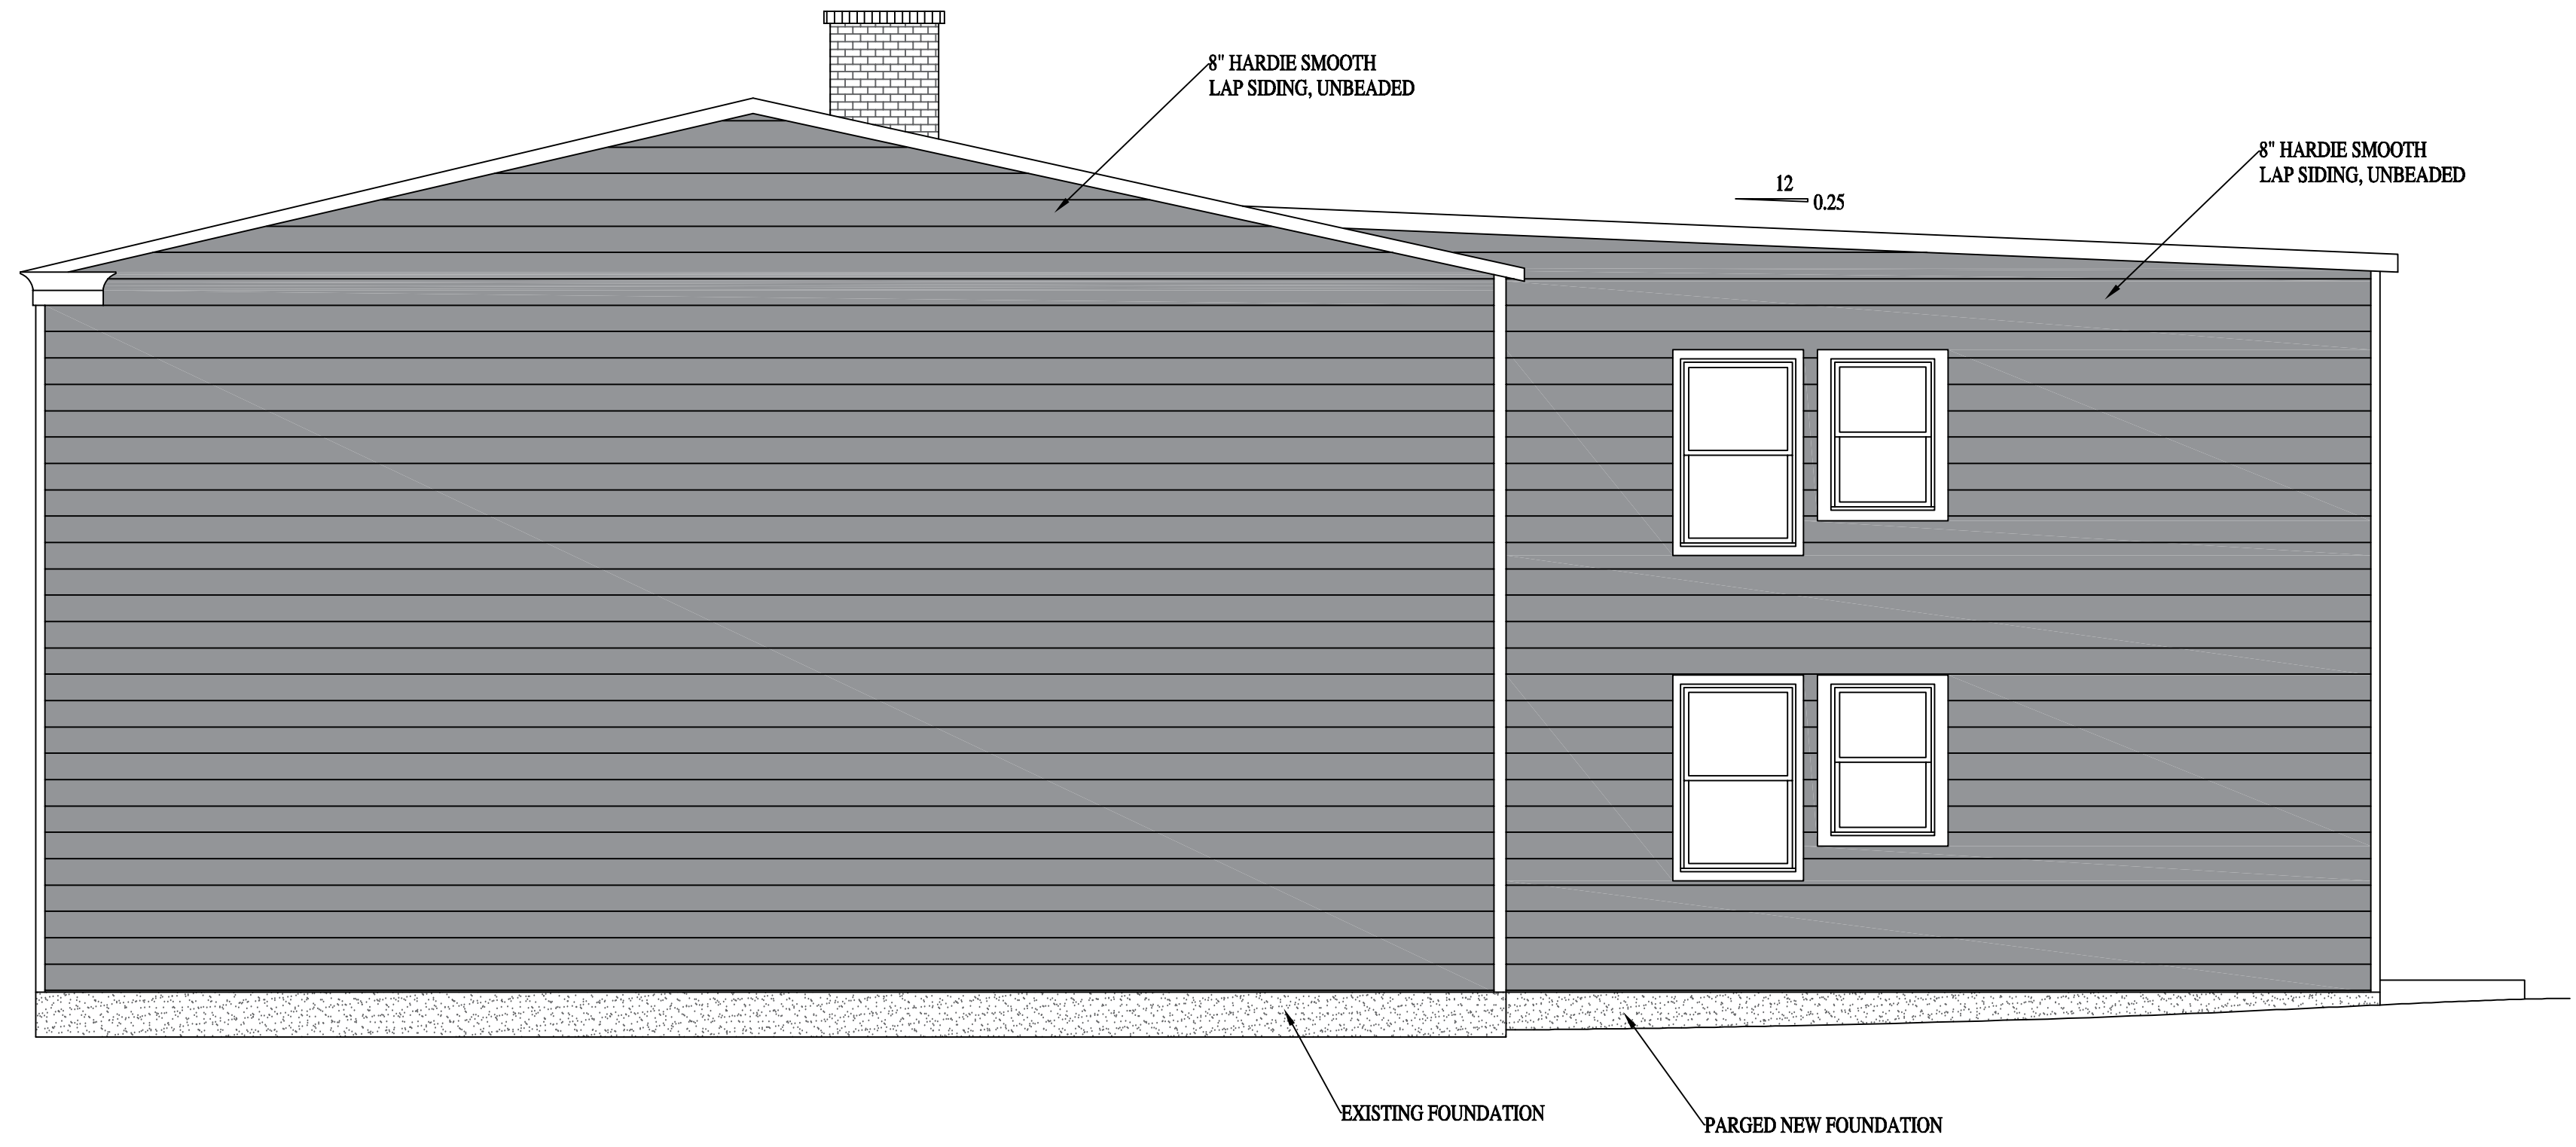 8" HARDIE SMOOTH
LAP SIDING, UNBEADED
8" HARDIE SMOOTH
LAP SIDING, UNBEADED
12
0.25
EXISTING FOUNDATION
PARGED NEW FOUNDATION